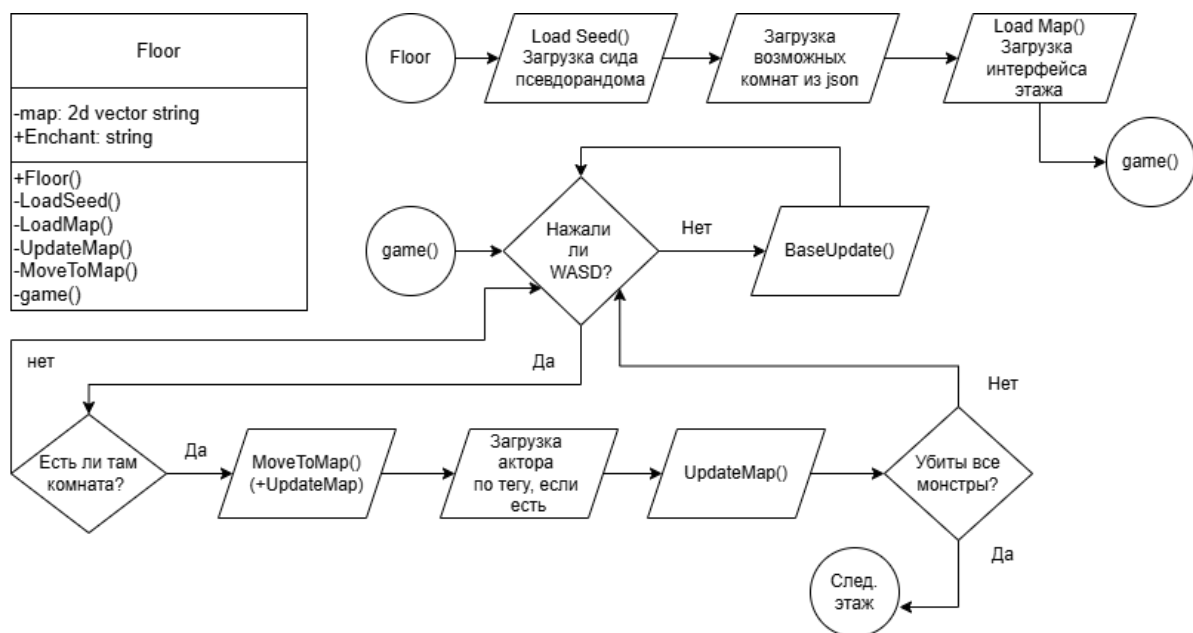 Floor
-map: 2d vector string
+Enchant: string
+Floor()
-LoadSeed()
-LoadMap()
-UpdateMap()
-MoveToMap()
-game()
Floor
Load Seed()
Загрузка сида
псевдорандома
Загрузка
возможных
комнат из json
Load Map()
Загрузка
интерфейса
этажа
game()
game()
Нажали
ли
WASD?
Нет
BaseUpdate()
Да
нет
Есть ли там
комната?
Да
MoveToMap()
(+UpdateMap)
Загрузка
актора
по тегу, если
есть
UpdateMap()
Убиты все
монстры?
Нет
Да
След.
этаж